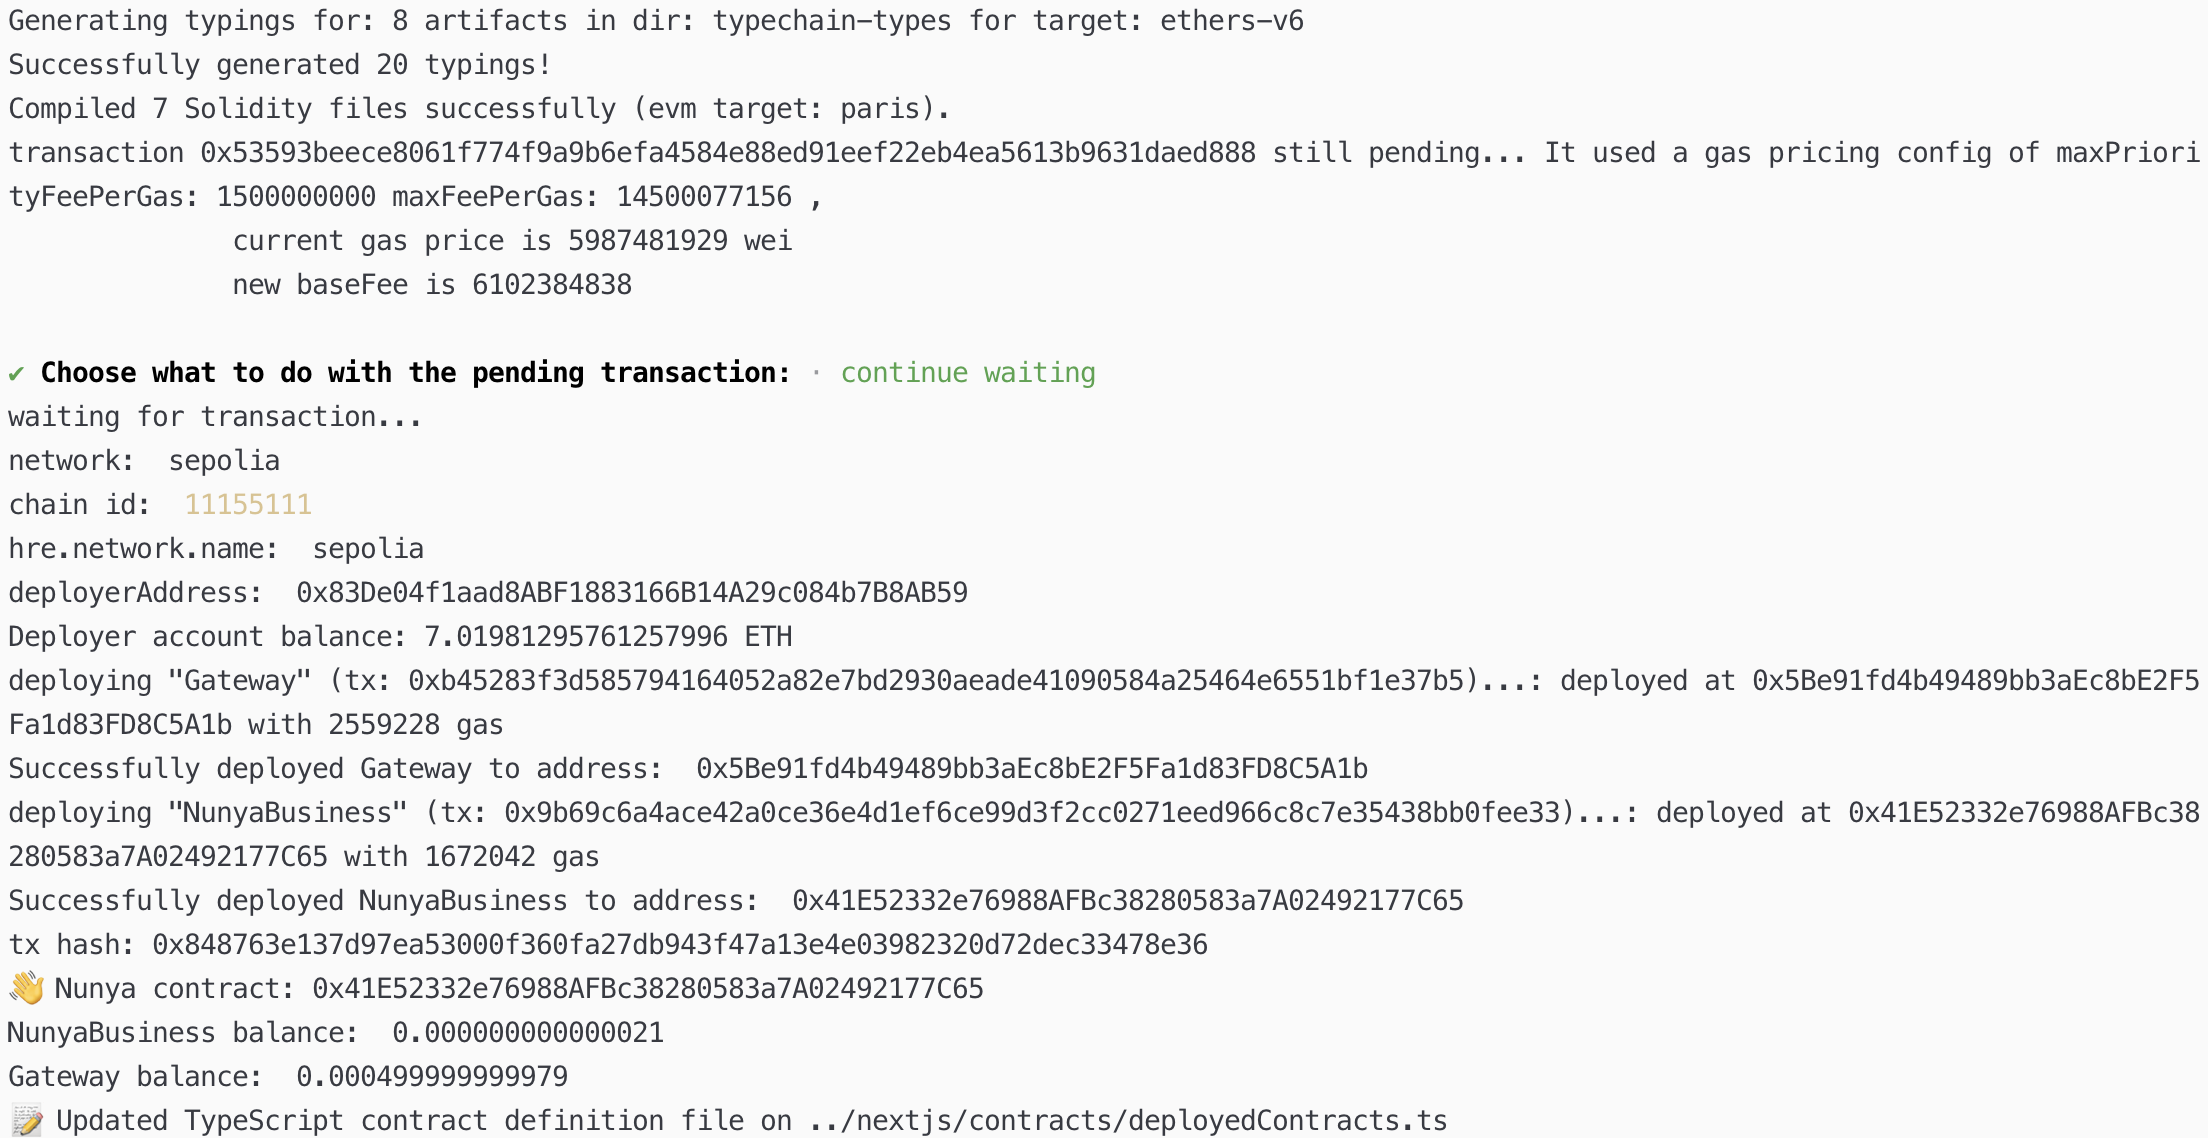 Generating typings for: 8 artifacts in dir: typechain-types for target: ethers-v6
Successfully generated 20 typings!
Compiled 7 Solidity files successfully (evm target: paris).
transaction 0x53593beece8061f774f9a9b6efa4584e88ed91eef22eb4ea5613b9631daed888 still pending... It used a gas pricing config of maxPriori
tyFeePerGas: 1500000000 maxFeePerGas: 14500077156 ,
current gas price is 5987481929 wei
new baseFee is 6102384838
✔ Choose what to do with the pending transaction: · continue waiting
waiting for transaction...
network:  sepolia
chain id:  11155111
hre.network.name:  sepolia
deployerAddress:  0x83De04f1aad8ABF1883166B14A29c084b7B8AB59
Deployer account balance: 7.01981295761257996 ETH
deploying "Gateway" (tx: 0xb45283f3d585794164052a82e7bd2930aeade41090584a25464e6551bf1e37b5)...: deployed at 0x5Be91fd4b49489bb3aEc8bE2F5
Fa1d83FD8C5A1b with 2559228 gas
Successfully deployed Gateway to address:  0x5Be91fd4b49489bb3aEc8bE2F5Fa1d83FD8C5A1b
deploying "NunyaBusiness" (tx: 0x9b69c6a4ace42a0ce36e4d1ef6ce99d3f2cc0271eed966c8c7e35438bb0fee33)...: deployed at 0x41E52332e76988AFBc38
280583a7A02492177C65 with 1672042 gas
Successfully deployed NunyaBusiness to address:  0x41E52332e76988AFBc38280583a7A02492177C65
tx hash: 0x848763e137d97ea53000f360fa27db943f47a13e4e03982320d72dec33478e36
👋 Nunya contract: 0x41E52332e76988AFBc38280583a7A02492177C65
NunyaBusiness balance:  0.000000000000021
Gateway balance:  0.000499999999979
📝 Updated TypeScript contract definition file on ../nextjs/contracts/deployedContracts.ts